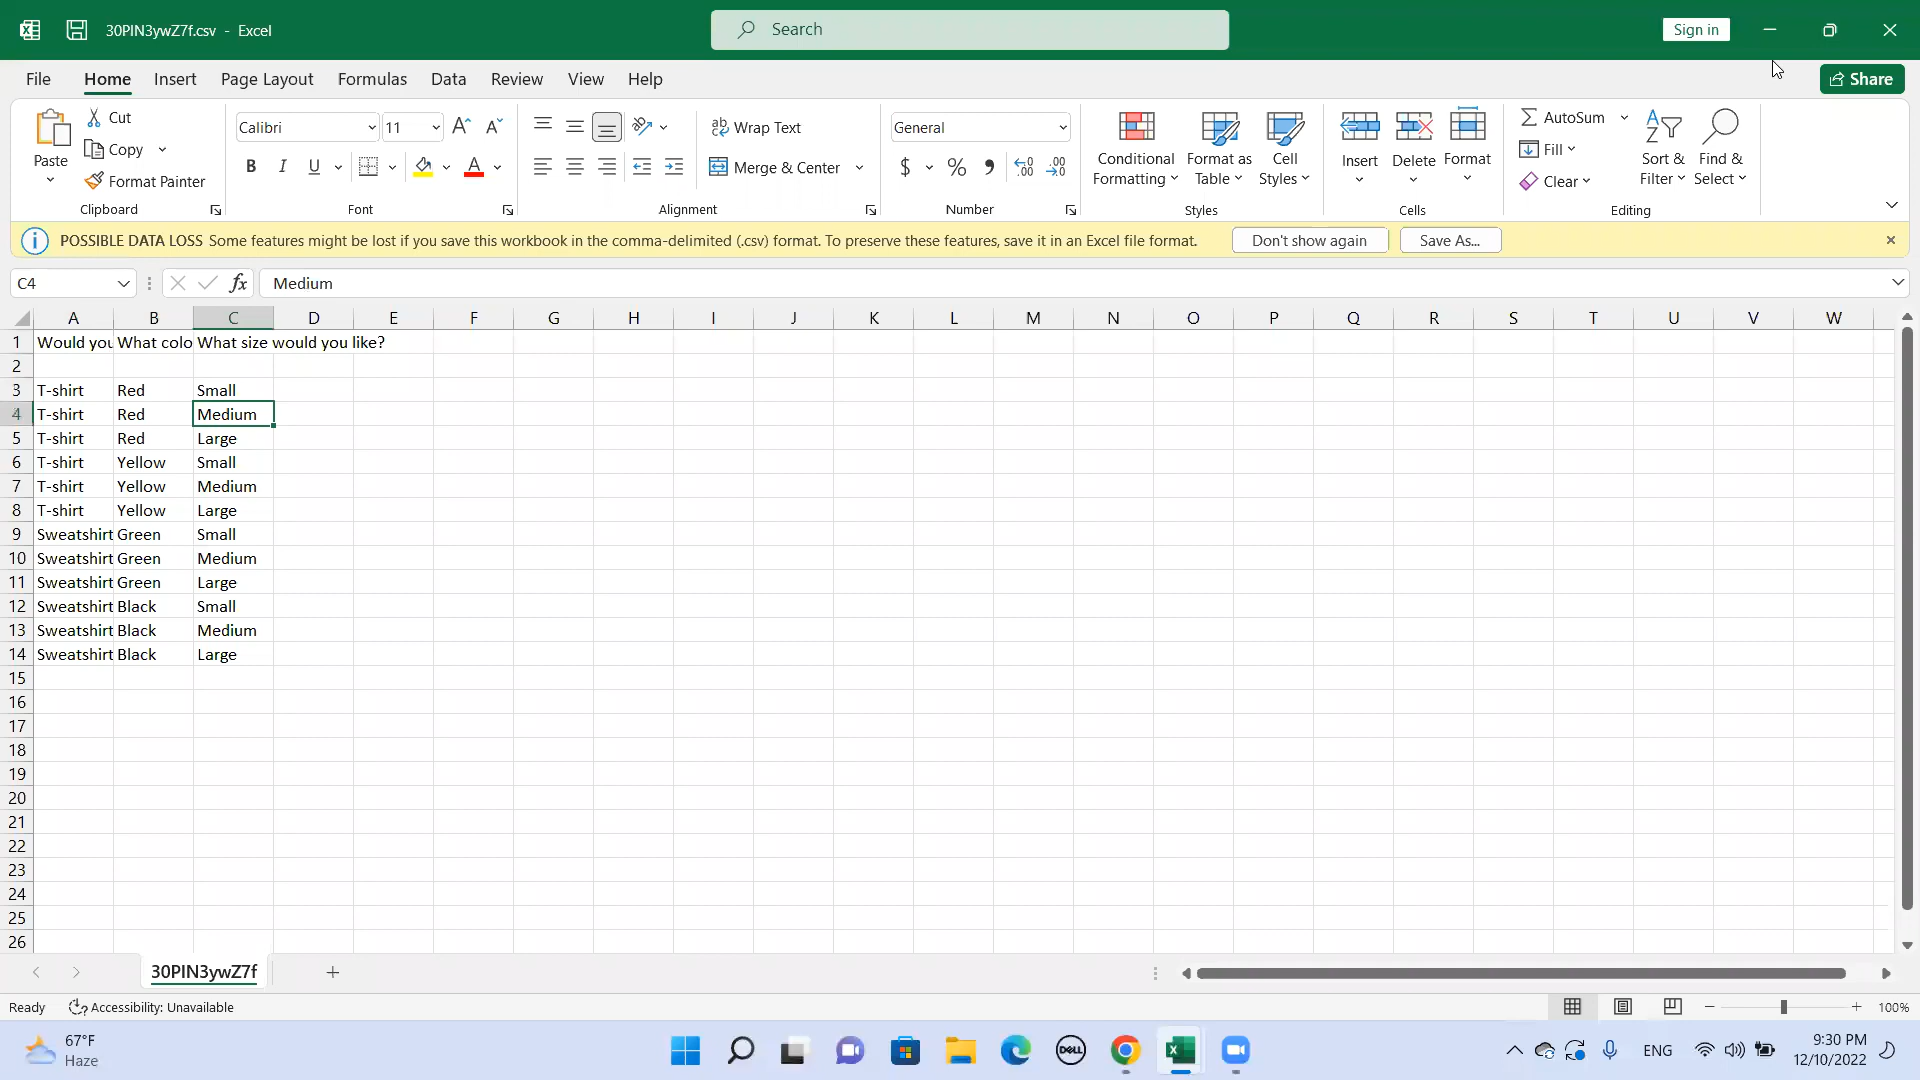 30PIN3ywZ7f.csv - Excel
Search
Sign in
File Home Insert Page Layout Formulas Data Review View Help
Share
Paste
Cut
Copy
Format Painter
Clipboard
Calibri 11
B I U
Font
Wrap Text
Merge & Center
Alignment
General
$ % , .00 .00
Number
Conditional Formatting
Format as Table
Cell Styles
Styles
Insert
Delete
Format
Cells
AutoSum
Fill
Clear
Sort & Filter
Find & Select
Editing
POSSIBLE DATA LOSS Some features might be lost if you save this workbook in the comma-delimited (.csv) format. To preserve these features, save it in an Excel file format.
Don't show again
Save As...
C4
fx
Medium
A B C D E F G H I J K L M N O P Q R S T U V W
1 Would you What colo What size would you like?
2
3 T-shirt Red Small
4 T-shirt Red Medium
5 T-shirt Red Large
6 T-shirt Yellow Small
7 T-shirt Yellow Medium
8 T-shirt Yellow Large
9 Sweatshirt Green Small
10 Sweatshirt Green Medium
11 Sweatshirt Green Large
12 Sweatshirt Black Small
13 Sweatshirt Black Medium
14 Sweatshirt Black Large
15
16
17
18
19
20
21
22
23
24
25
26
30PIN3ywZ7f
Ready
Accessibility: Unavailable
100%
67°F
Haze
DELL
ENG
9:30 PM
12/10/2022